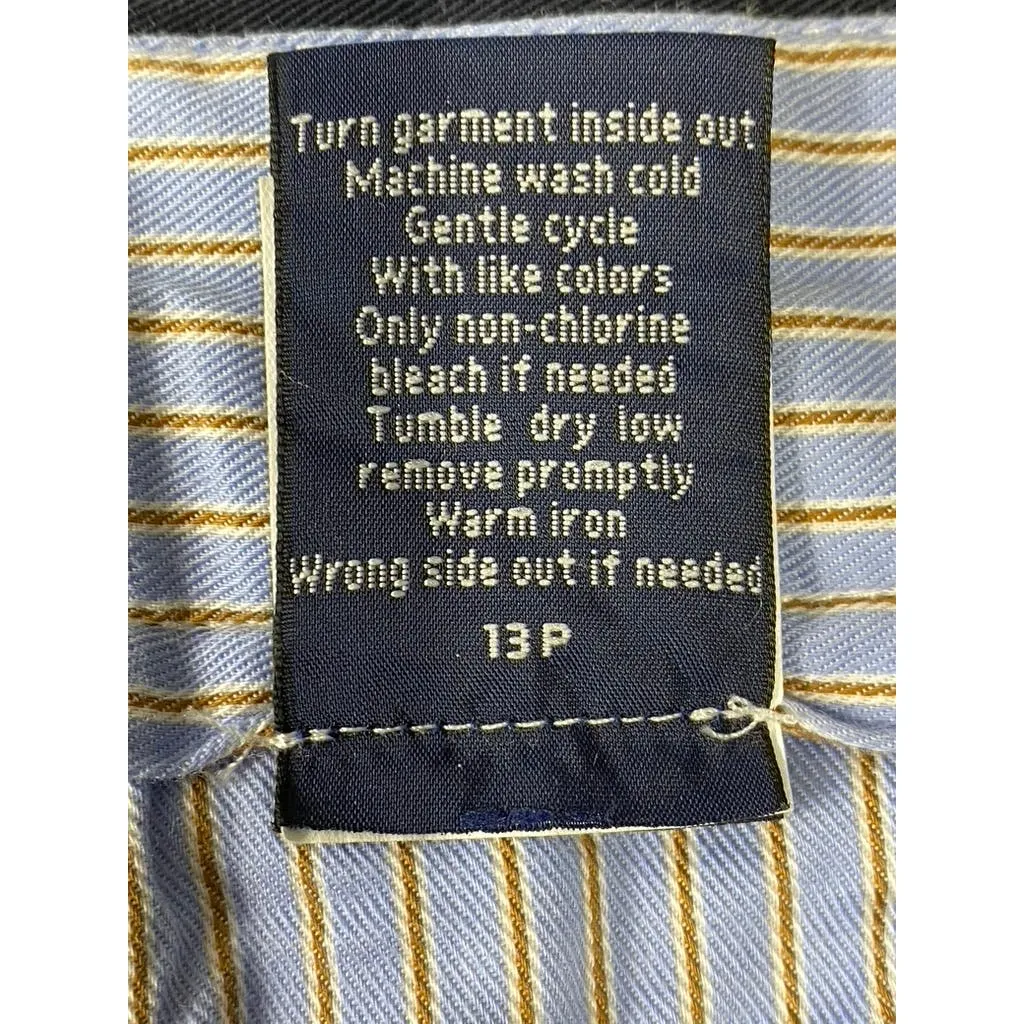 Turn garment inside out
Machine wash cold
Gentle cycle
With like colors
Only non-chlorine
bleach if needed
Tumble dry low
remove promptly
Warm iron
Wrong side out if needed
13P